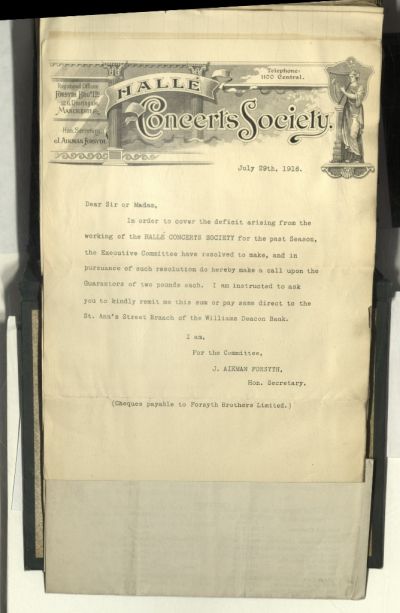 Registered Offices
FORSYTH BROS LTD
126 Deansgate
MANCHESTER
Hon. Secretary
J. AIKMAN FORSYTH
HALLÉ
Concerts Society.
Telephone:
1100 Central.
July 29th, 1918.
Dear Sir or Madam,
In order to cover the deficit arising from the
working of the HALLÉ CONCERTS SOCIETY for the past Season,
the Executive Committee have resolved to make, and in
pursuance of such resolution do hereby make a call upon the
Guarantors of two pounds each. I am instructed to ask
you to kindly remit me this sum or pay same direct to the
St. Ann's Street Branch of the Williams Deacon Bank.
I am,
For the Committee,
J. AIKMAN FORSYTH,
Hon. Secretary.
(Cheques payable to Forsyth Brothers Limited.)